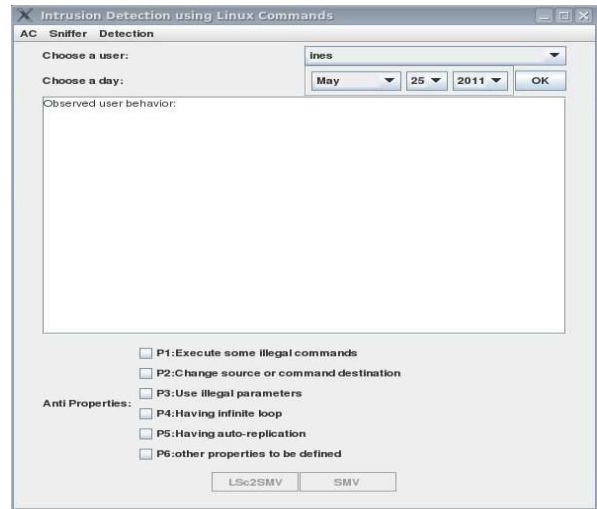 Intrusion Detection using Linux Commands
AC Sniffer Detection
Choose a user: ines
Choose a day: May 25 2011 OK
Observed user behavior:
P1:Execute some illegal commands
P2:Change source or command destination
P3:Use illegal parameters
Anti Properties:
P4:Having infinite loop
P5:Having auto-replication
P6:other properties to be defined
LSc2SMV SMV